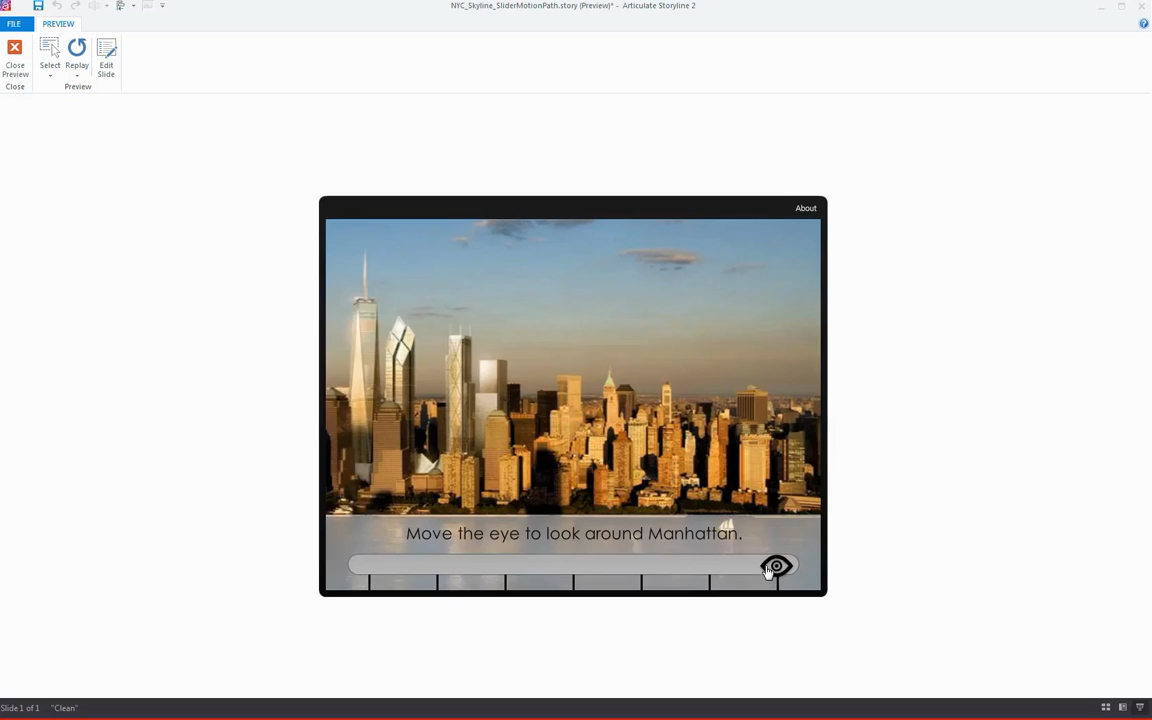 NYC_Skyline_SliderMotionPath.story (Preview)* - Articulate Storyline 2
FILE
PREVIEW
Close Preview
Select
Replay
Edit Slide
Close
Preview
About
Move the eye to look around Manhattan.
Slide 1 of 1
"Clean"